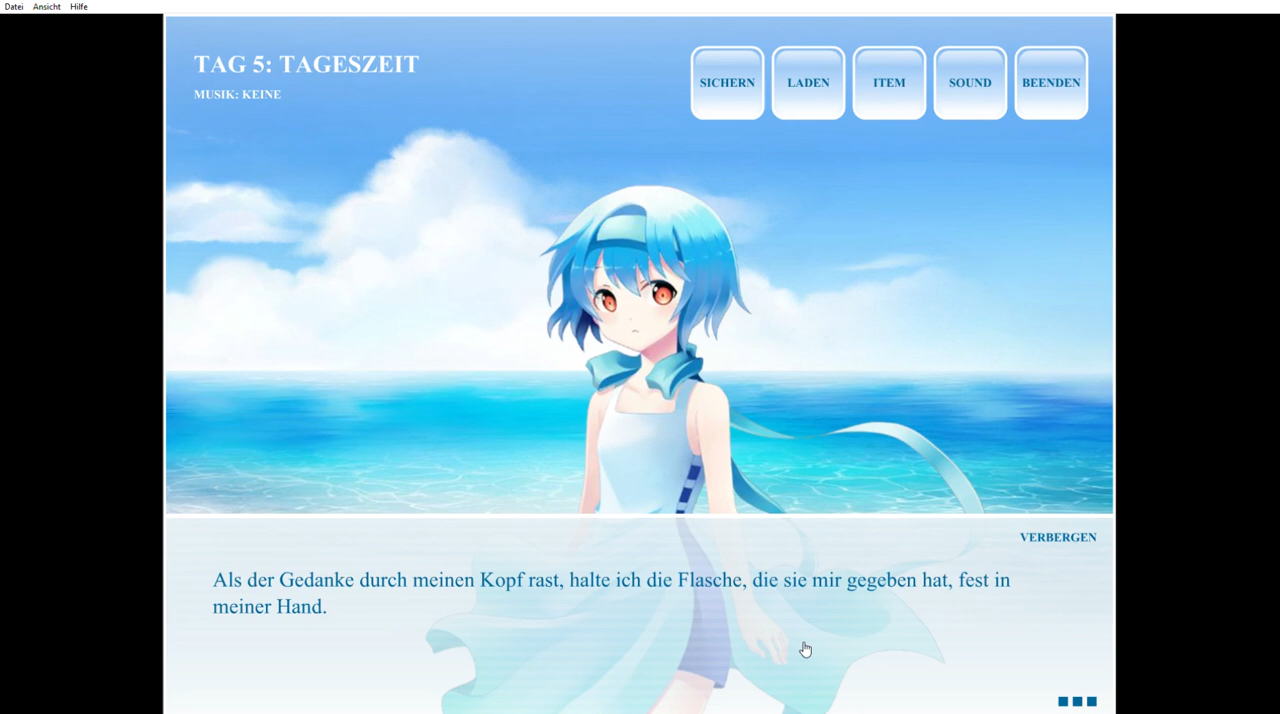 Datei Ansicht Hilfe
TAG 5: TAGESZEIT
MUSIK: KEINE
SICHERN LADEN ITEM SOUND BEENDEN
VERBERGEN
Als der Gedanke durch meinen Kopf rast, halte ich die Flasche, die sie mir gegeben hat, fest in
meiner Hand.